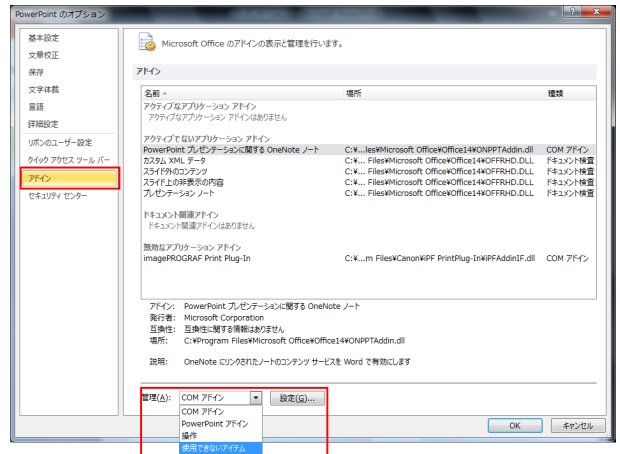 PowerPoint のオプション
基本設定
文章校正
保存
文字体裁
言語
詳細設定
リボンのユーザー設定
クイック アクセス ツール バー
アドイン
セキュリティ センター
Microsoft Office のアドインの表示と管理を行います。
アドイン
名前 場所 種類
アクティブなアプリケーション アドイン
アクティブなアプリケーション アドインはありません
アクティブでないアプリケーション アドイン
PowerPoint プレゼンテーションに関する OneNote ノート C:¥...les¥Microsoft Office¥Office14¥ONPPTAddin.dll COM アドイン
カスタム XML データ C:¥... Files¥Microsoft Office¥Office14¥OFFRHD.DLL ドキュメント検査
スライド外のコンテンツ C:¥... Files¥Microsoft Office¥Office14¥OFFRHD.DLL ドキュメント検査
スライド上の非表示の内容 C:¥... Files¥Microsoft Office¥Office14¥OFFRHD.DLL ドキュメント検査
プレゼンテーション ノート C:¥... Files¥Microsoft Office¥Office14¥OFFRHD.DLL ドキュメント検査
ドキュメント関連アドイン
ドキュメント関連アドインはありません
無効なアプリケーション アドイン
imagePROGRAF Print Plug-In C:¥...m Files¥Canon¥iPF PrintPlug-In¥iPFAddinIF.dll COM アドイン
アドイン: PowerPoint プレゼンテーションに関する OneNote ノート
発行者: Microsoft Corporation
互換性: 互換性に関する情報はありません
場所: C:¥Program Files¥Microsoft Office¥Office14¥ONPPTAddin.dll
説明: OneNote にリンクされたノートのコンテンツ サービスを Word で有効にします
管理(A): COM アドイン 設定(G)...
COM アドイン
PowerPoint アドイン
操作
使用できないアイテム
OK キャンセル